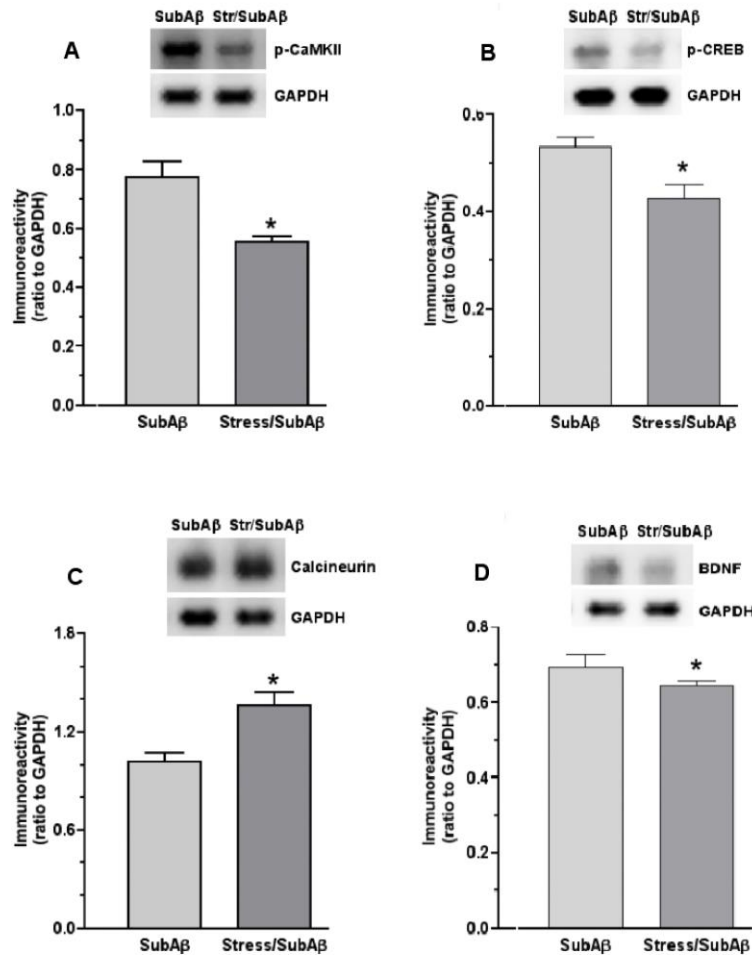 SubAβ Str/SubAβ
A
p-CaMKII
GAPDH
1.0
0.8
0.6
0.4
0.2
0.0
Immunoreactivity
(ratio to GAPDH)
*
SubAβ Stress/SubAβ
SubAβ Str/SubAβ
B
p-CREB
GAPDH
0.6
0.4
0.2
0.0
Immunoreactivity
(ratio to GAPDH)
*
SubAβ Stress/SubAβ
SubAβ Str/SubAβ
C
Calcineurin
GAPDH
1.8
1.2
0.6
0.0
Immunoreactivity
(ratio to GAPDH)
*
SubAβ Stress/SubAβ
SubAβ Str/SubAβ
D
BDNF
GAPDH
0.8
0.6
0.4
0.2
0.0
Immunoreactivity
(ratio to GAPDH)
*
SubAβ Stress/SubAβ